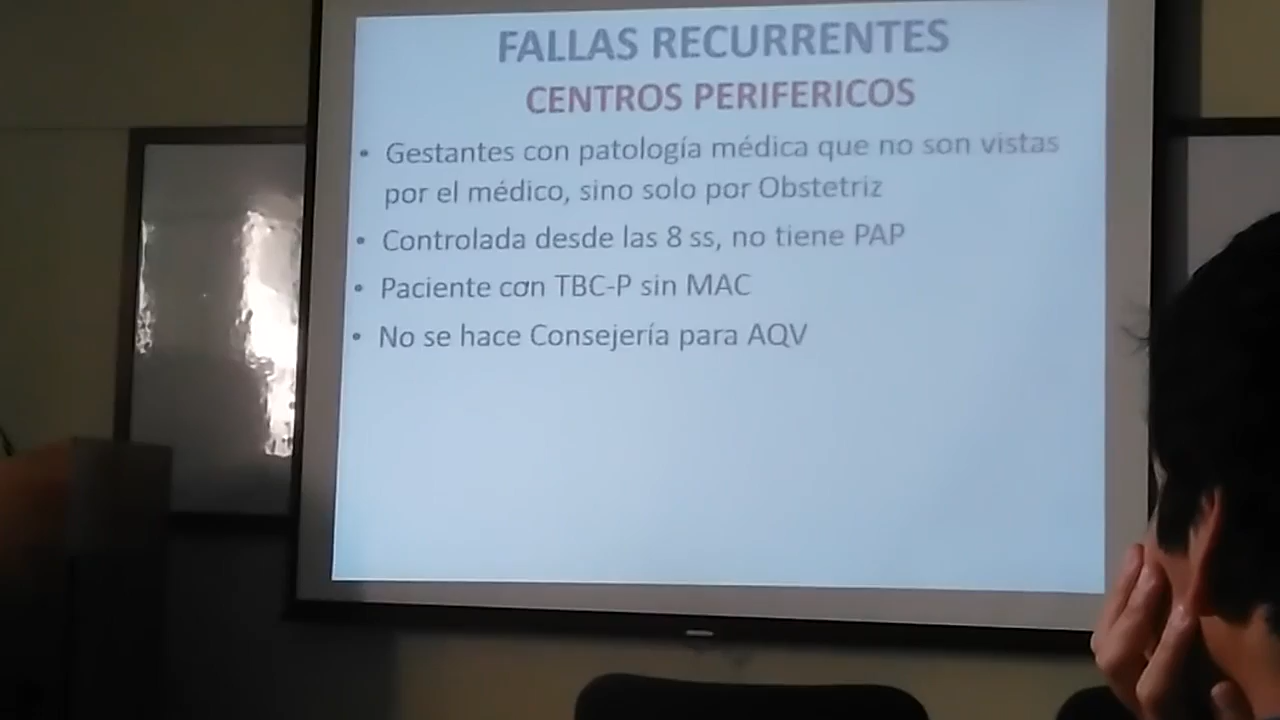 FALLAS RECURRENTES
CENTROS PERIFERICOS
• Gestantes con patología médica que no son vistas
por el médico, sino solo por Obstetriz
• Controlada desde las 8 ss, no tiene PAP
• Paciente con TBC-P sin MAC
• No se hace Consejería para AQV